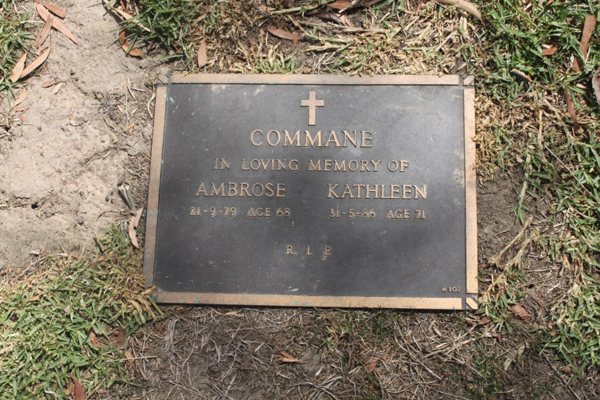 COMMANE
IN LOVING MEMORY OF
AMBROSE KATHLEEN
21-9-79 AGE 68 31-5-86 AGE 71
R. I. P.